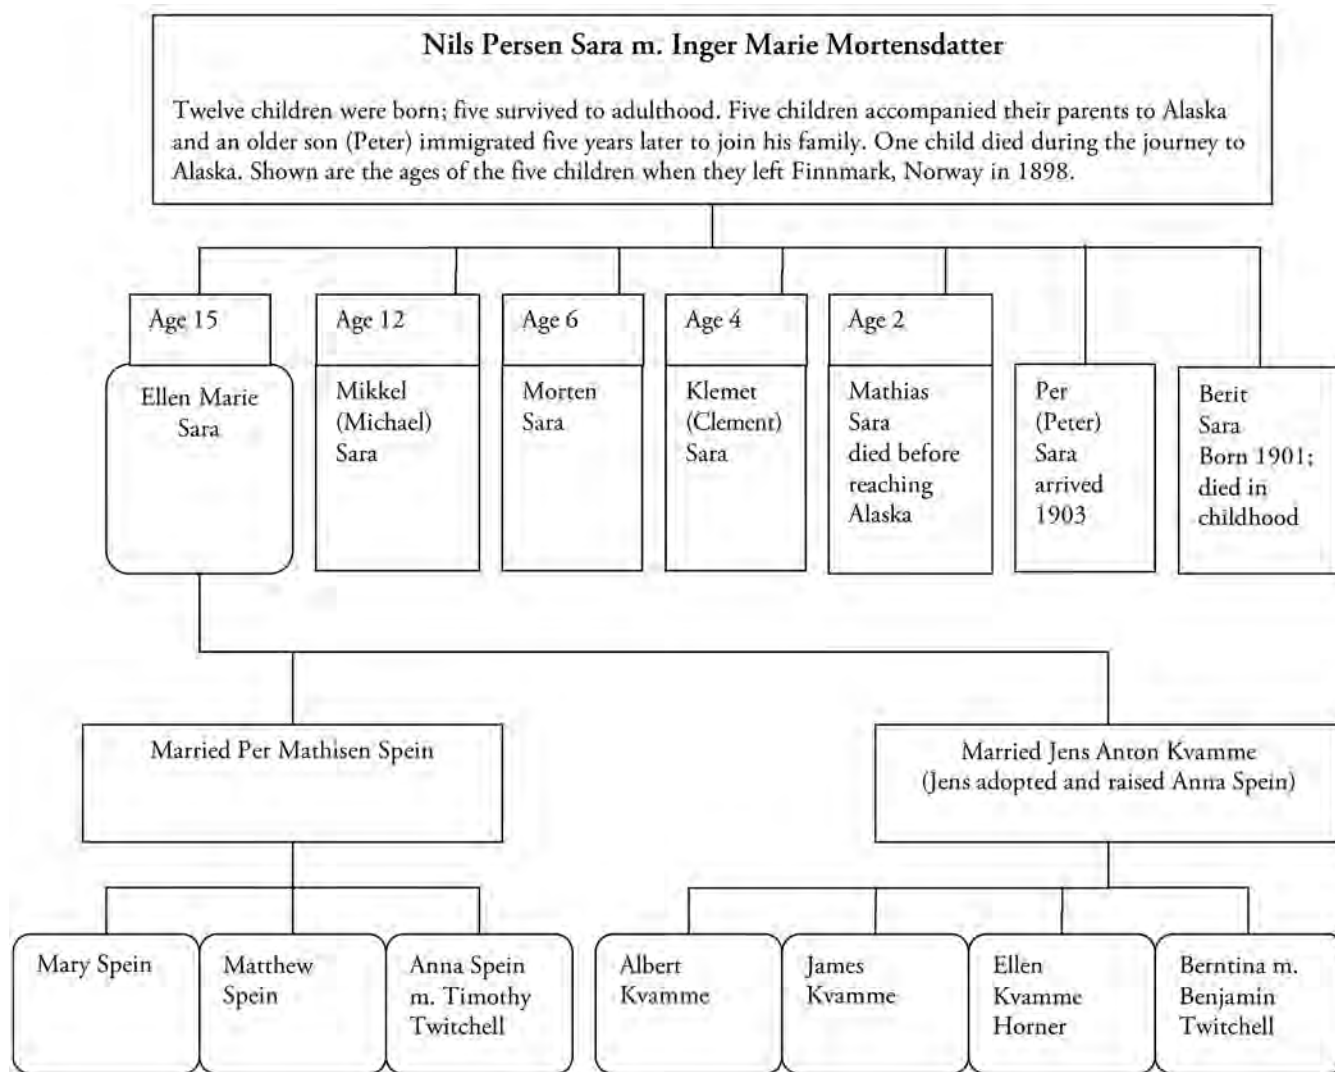 Nils Persen Sara m. Inger Marie Mortensdatter
Twelve children were born; five survived to adulthood. Five children accompanied their parents to Alaska
and an older son (Peter) immigrated five years later to join his family. One child died during the journey to
Alaska. Shown are the ages of the five children when they left Finnmark, Norway in 1898.
Age 15
Ellen Marie
Sara
Age 12
Mikkel
(Michael)
Sara
Age 6
Morten
Sara
Age 4
Klemet
(Clement)
Sara
Age 2
Mathias
Sara
died before
reaching
Alaska
Per
(Peter)
Sara
arrived
1903
Berit
Sara
Born 1901;
died in
childhood
Married Per Mathisen Spein
Married Jens Anton Kvamme
(Jens adopted and raised Anna Spein)
Mary Spein
Matthew
Spein
Anna Spein
m. Timothy
Twitchell
Albert
Kvamme
James
Kvamme
Ellen
Kvamme
Horner
Berntina m.
Benjamin
Twitchell